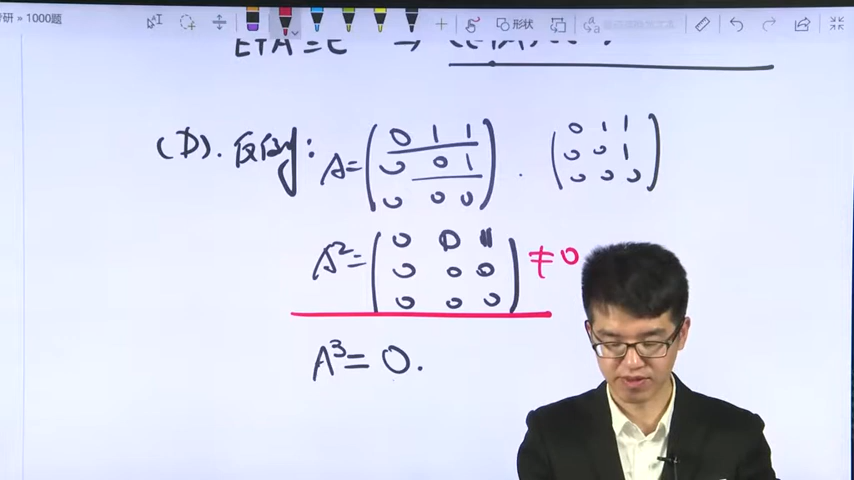 研 » 1000题
形状
E+A=E →
(D). 反例: A=(0 1 1 0 0 1 0 0 0) · (0 1 1 0 0 1 0 0 0)
A²=(0 0 1 0 0 0 0 0 0) ≠0
A³=0.